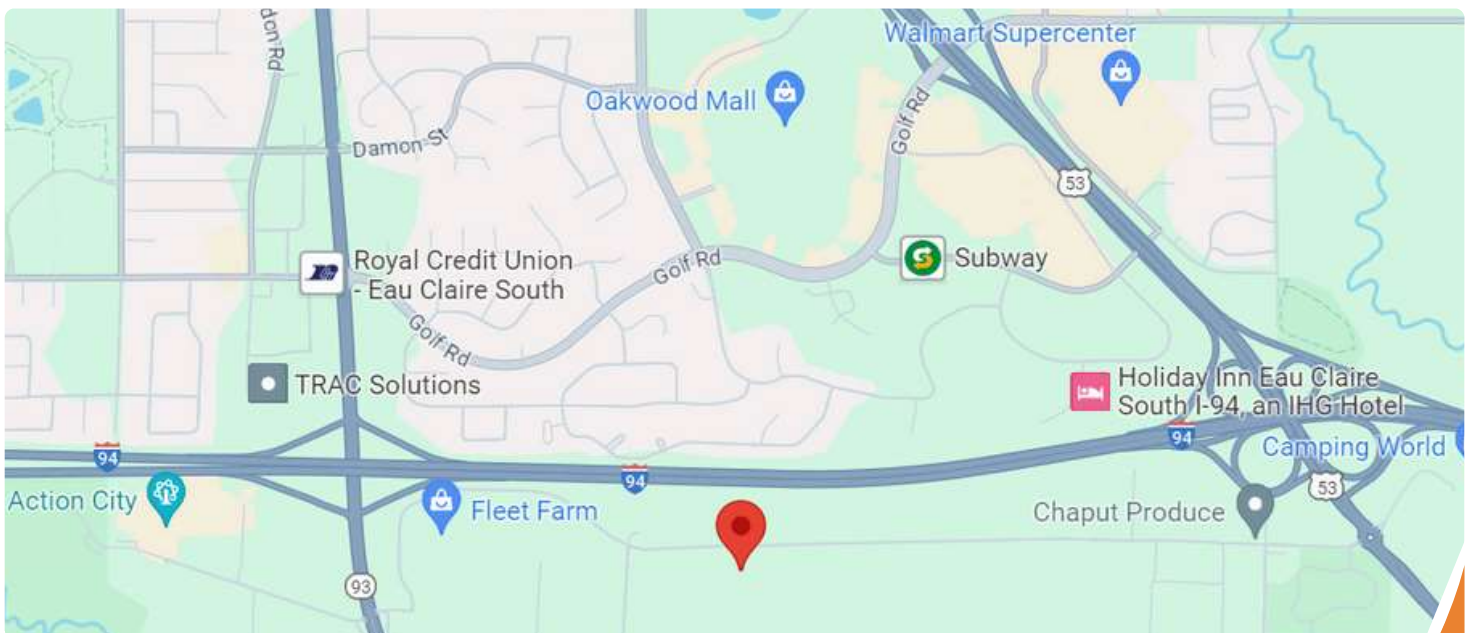 don Rd
Walmart Supercenter
Oakwood Mall
Golf Rd
Damon St
53
Royal Credit Union
- Eau Claire South
Golf Rd
Subway
Golf Rd
TRAC Solutions
Holiday Inn Eau Claire
South I-94, an IHG Hotel
94
94
Camping World
94
53
Action City
Fleet Farm
Chaput Produce
93